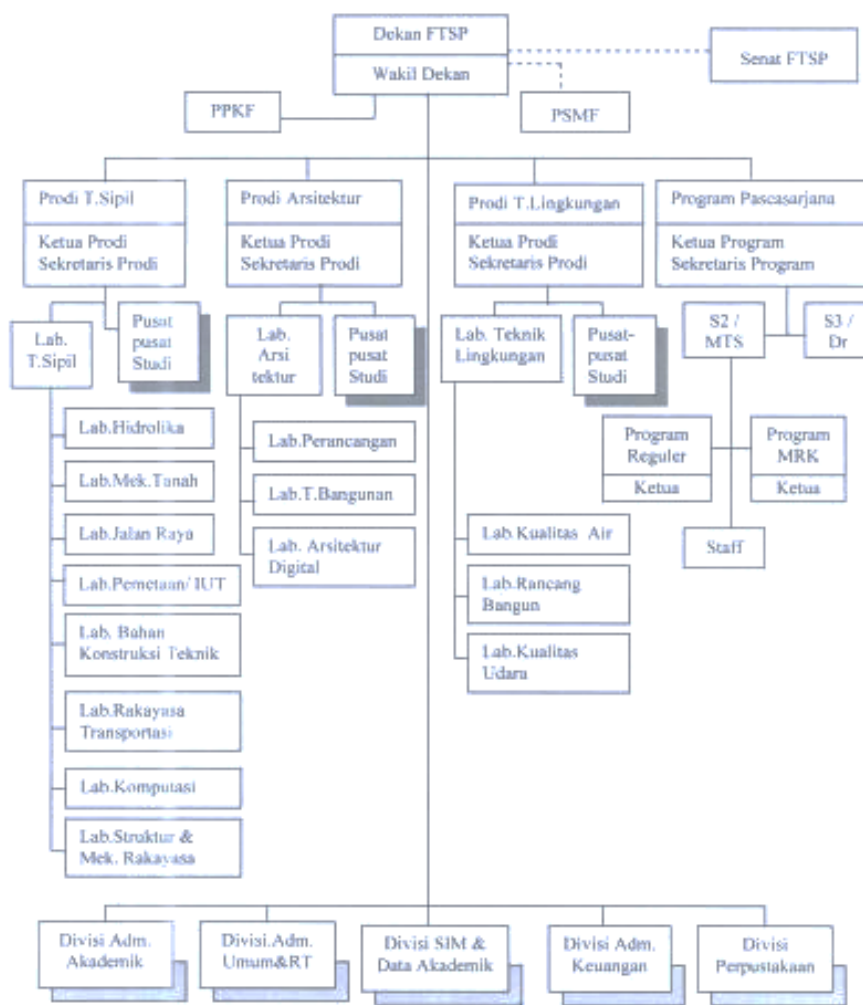 Dekan FTSP
Wakil Dekan
Senat FTSP
PPKF
PSMF
Prodi T.Sipil
Ketua Prodi
Sekretaris Prodi
Prodi Arsitektur
Ketua Prodi
Sekretaris Prodi
Prodi T.Lingkungan
Ketua Prodi
Sekretaris Prodi
Program Pascasarjana
Ketua Program
Sekretaris Program
Lab.
T.Sipil
Pusat
pusat
Studi
Lab.
Arsi
tektur
Pusat
pusat
Studi
Lab. Teknik
Lingkungan
Pusat-
pusat
Studi
S2 /
MTS
S3 /
Dr
Lab.Hidrolika
Lab.Mek.Tanah
Lab.Jalan Raya
Lab.Pemetaan/ IUT
Lab. Bahan
Konstruksi Teknik
Lab.Rakayasa
Transportasi
Lab.Komputasi
Lab.Struktur &
Mek. Rakayasa
Lab.Perancangan
Lab.T.Bangunan
Lab. Arsitektur
Digital
Lab.Kualitas Air
Lab.Rancang
Bangun
Lab.Kualitas
Udara
Program
Reguler
Ketua
Program
MRK
Ketua
Staff
Divisi Adm.
Akademik
Divisi.Adm.
Umum&RT
Divisi SIM &
Data Akademik
Divisi Adm.
Keuangan
Divisi
Perpustakaan